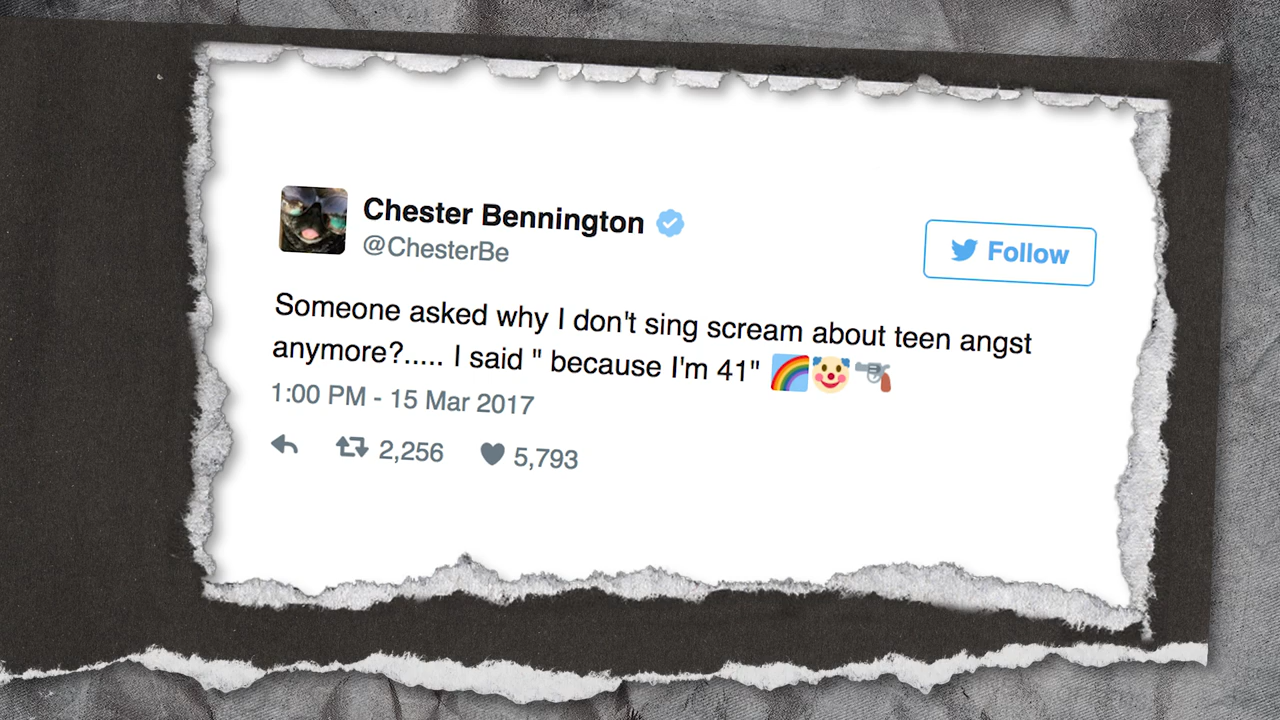 Chester Bennington
@ChesterBe
Follow
Someone asked why I don't sing scream about teen angst
anymore?..... I said " because I'm 41" 🌈🤡🔫
1:00 PM - 15 Mar 2017
2,256 5,793